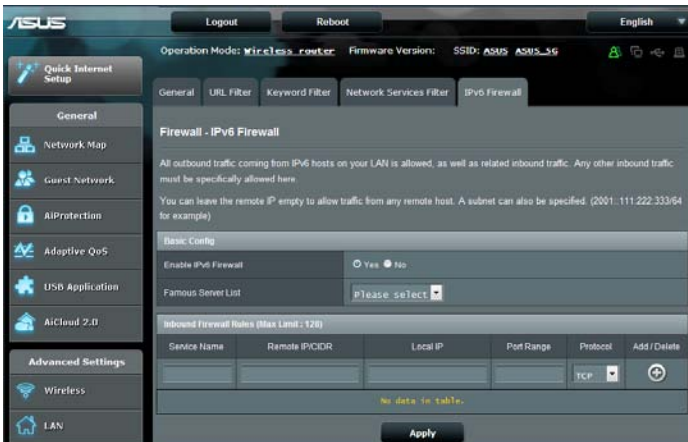 ASUS
Logout
Reboot
English
Operation Mode: Wireless router Firmware Version: SSID: ASUS ASUS_5G
Quick Internet
Setup
General
Network Map
Guest Network
AiProtection
Adaptive QoS
USB Application
AiCloud 2.0
Advanced Settings
Wireless
LAN
General
URL Filter
Keyword Filter
Network Services Filter
IPv6 Firewall
Firewall - IPv6 Firewall
All outbound traffic coming from IPv6 hosts on your LAN is allowed, as well as related inbound traffic. Any other inbound traffic
must be specifically allowed here.
You can leave the remote IP empty to allow traffic from any remote host. A subnet can also be specified. (2001::111:222:333/64
for example)
Basic Config
Enable IPv6 Firewall
Yes No
Famous Server List
Please select
Inbound Firewall Rules (Max Limit : 128)
Service Name Remote IP/CIDR Local IP Port Range Protocol Add / Delete
TCP
No data in table.
Apply